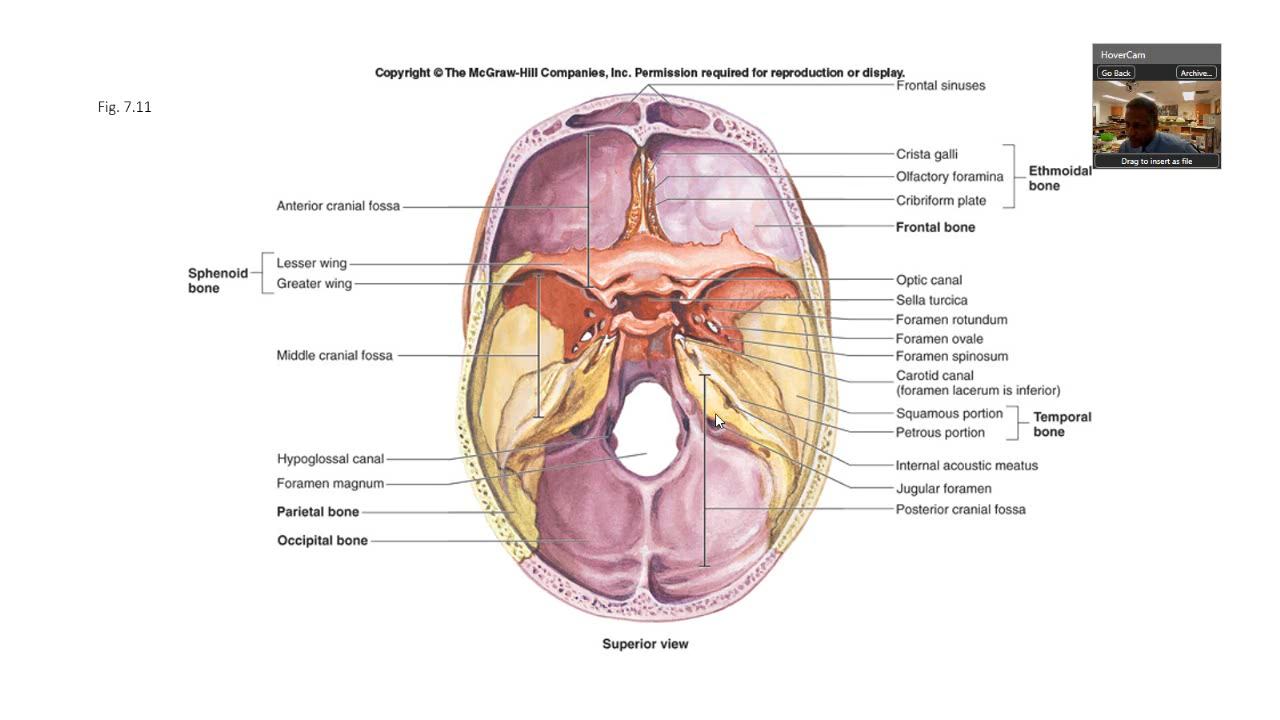 Copyright © The McGraw-Hill Companies, Inc. Permission required for reproduction or display.
Fig. 7.11
Anterior cranial fossa
Sphenoid
bone
Lesser wing
Greater wing
Middle cranial fossa
Hypoglossal canal
Foramen magnum
Parietal bone
Occipital bone
Frontal sinuses
Crista galli
Olfactory foramina
Cribriform plate
Ethmoidal
bone
Frontal bone
Optic canal
Sella turcica
Foramen rotundum
Foramen ovale
Foramen spinosum
Carotid canal
(foramen lacerum is inferior)
Squamous portion
Petrous portion
Temporal
bone
Internal acoustic meatus
Jugular foramen
Posterior cranial fossa
Superior view
HoverCam
Go Back
Archive...
Drag to insert as file